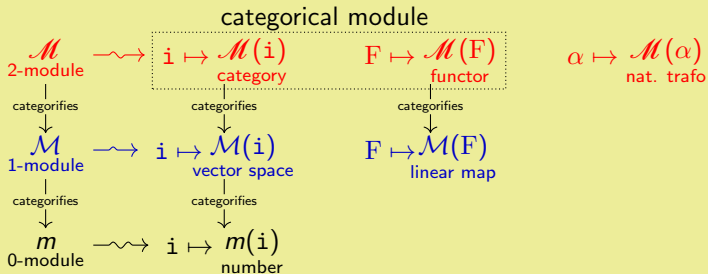 categorical module
ℳ ⇝ i ↦ ℳ(i) F ↦ ℳ(F) α ↦ ℳ(α)
2-module category functor nat. trafo
categorifies categorifies categorifies
ℳ ⇝ i ↦ ℳ(i) F ↦ ℳ(F)
1-module vector space linear map
categorifies categorifies
m ⇝ i ↦ m(i)
0-module number